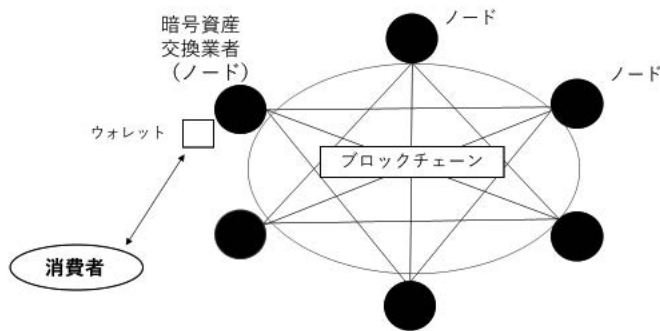 ノード
暗号資産
交換業者
（ノード）
ノード
ウォレット
ブロックチェーン
消費者